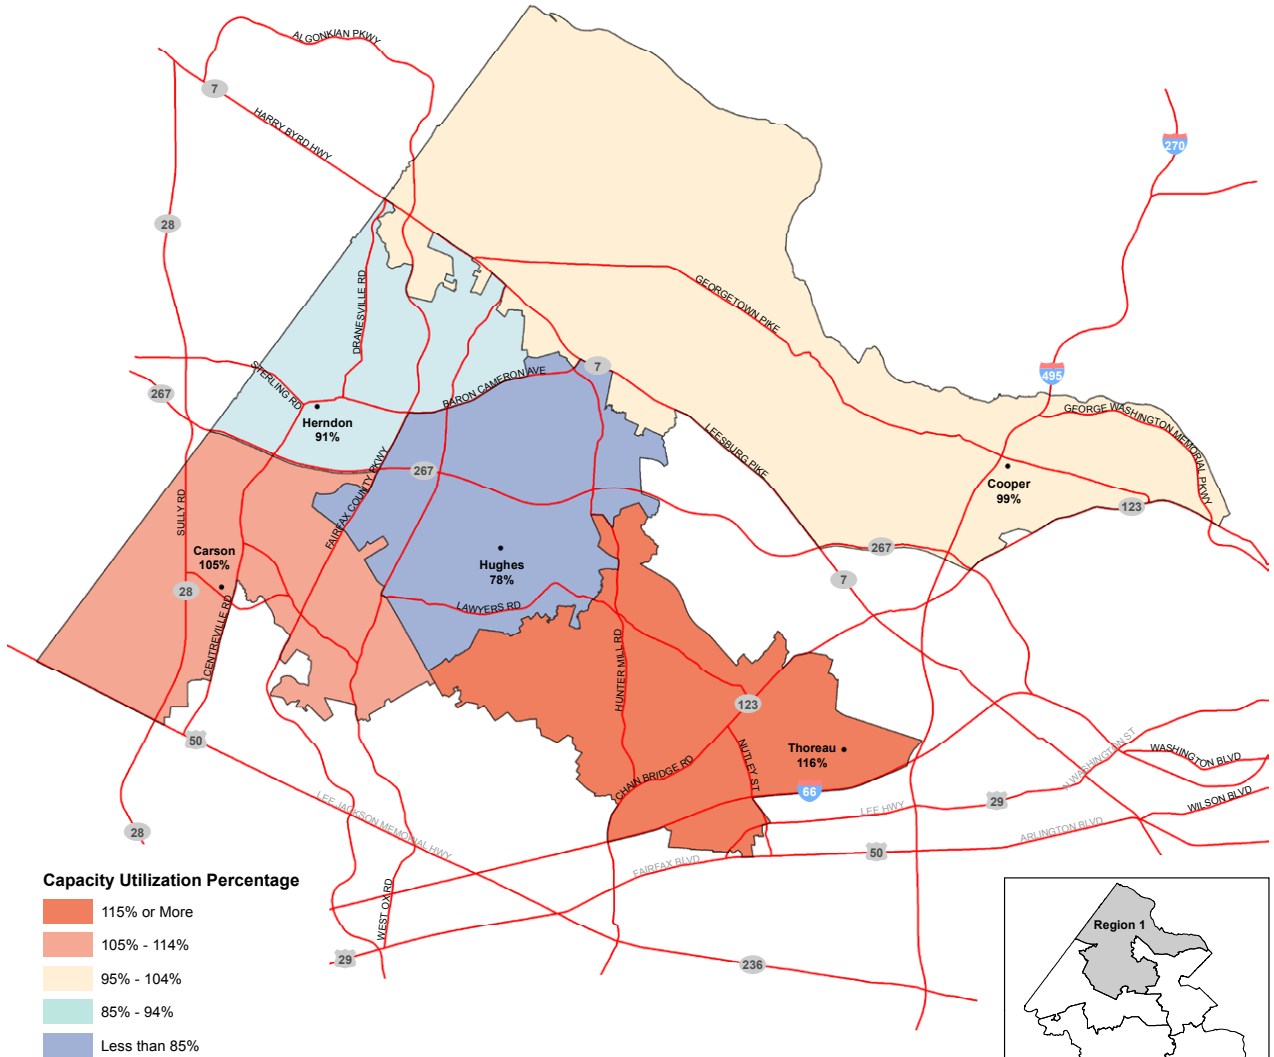 ALGONKIAN PKWY
7
HARRY BYRD HWY
270
28
DRANESVILLE RD
GEORGETOWN PIKE
STERLING RD
BARON CAMERON AVE
7
495
267
GEORGE WASHINGTON MEMORIAL PKWY
Herndon
91%
LEESBURG PIKE
FAIRFAX COUNTY PKWY
267
Cooper
99%
SULLY RD
123
Carson
105%
267
Hughes
78%
7
28
LAWYERS RD
CENTREVILLE RD
HUNTER MILL RD
123
50
NUTLEY ST
Thoreau
116%
N WASHINGTON ST
WASHINGTON BLVD
CHAIN BRIDGE RD
66
LEE HWY
29
WILSON BLVD
LEE JACKSON MEMORIAL HWY
28
ARLINGTON BLVD
50
FAIRFAX BLVD
WEST OX RD
29
236
Capacity Utilization Percentage
115% or More
105% - 114%
95% - 104%
85% - 94%
Less than 85%
Region 1